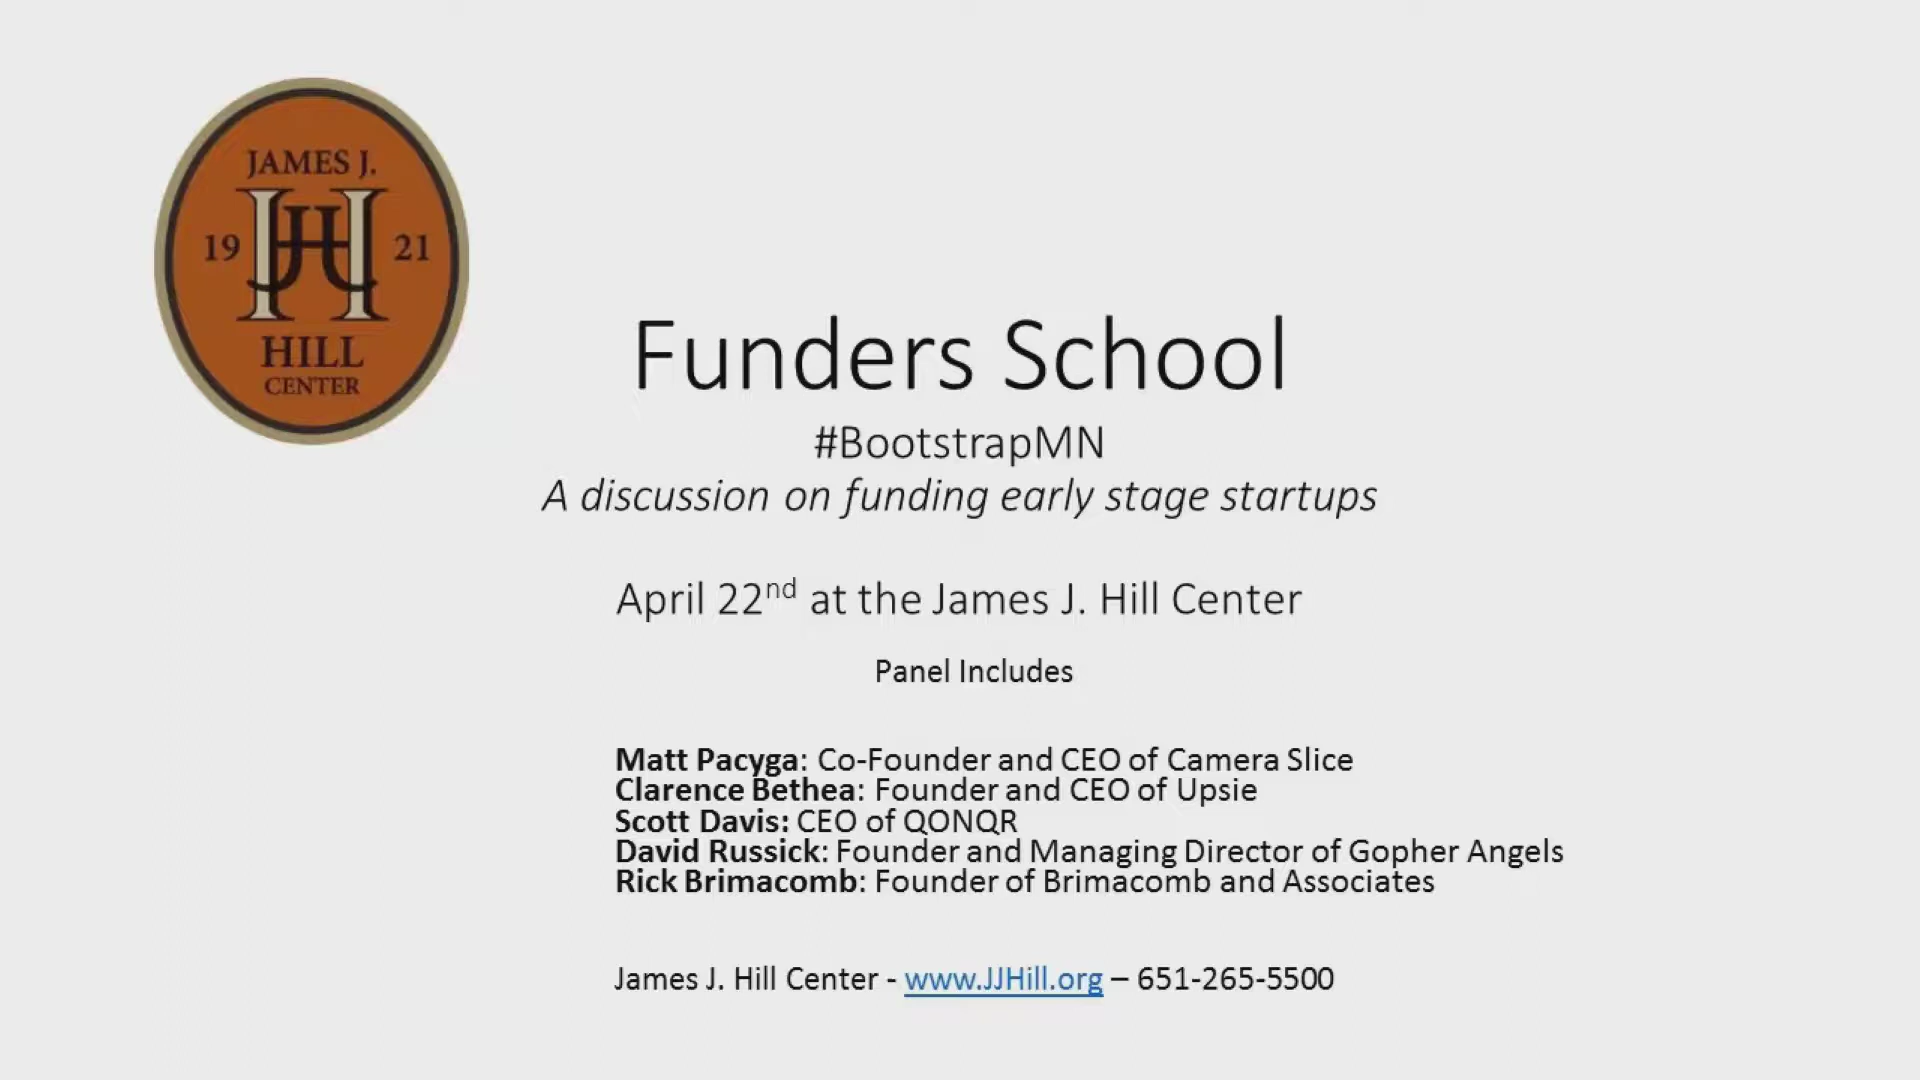 JAMES J.
19 21
HILL
CENTER
Funders School
#BootstrapMN
A discussion on funding early stage startups
April 22nd at the James J. Hill Center
Panel Includes
Matt Pacyga: Co-Founder and CEO of Camera Slice
Clarence Bethea: Founder and CEO of Upsie
Scott Davis: CEO of QONQR
David Russick: Founder and Managing Director of Gopher Angels
Rick Brimacomb: Founder of Brimacomb and Associates
James J. Hill Center - www.JJHill.org – 651-265-5500